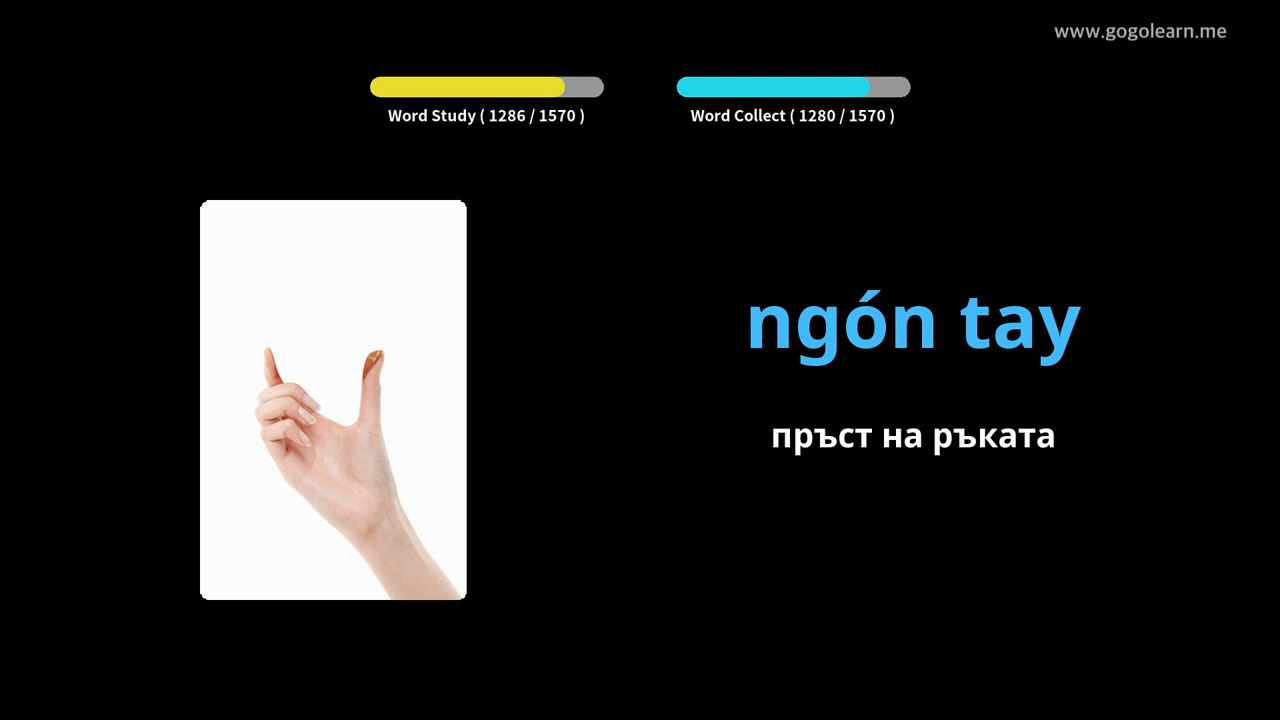 www.gogolearn.me
Word Study ( 1286 / 1570 )
Word Collect ( 1280 / 1570 )
ngón tay
пръст на ръката